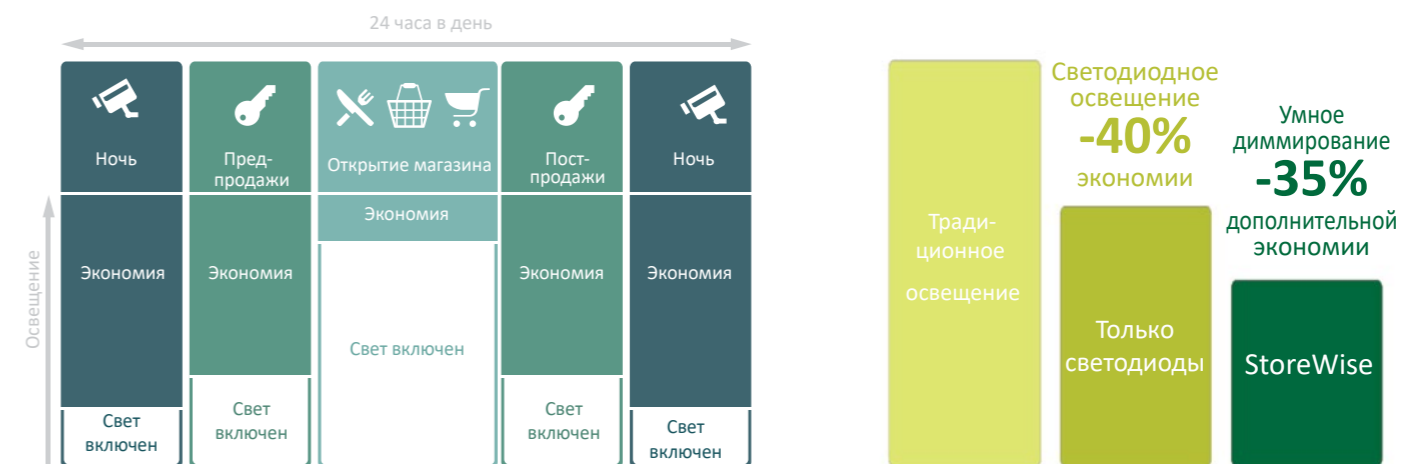 24 часа в день
Ночь
Пред-
продажи
Открытие магазина
Пост-
продажи
Ночь
Освещение
Экономия
Экономия
Экономия
Экономия
Экономия
Свет включен
Свет
включен
Свет
включен
Свет
включен
Свет
включен
Тради-
ционное
освещение
Светодиодное
освещение
-40%
экономии
Только
светодиоды
Умное
диммирование
-35%
дополнительной
экономии
StoreWise